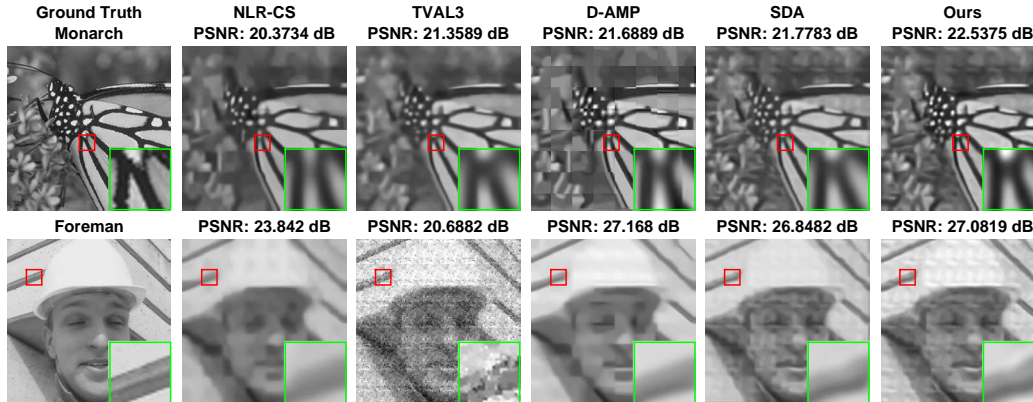 Ground Truth NLR-CS TVAL3 D-AMP SDA Ours
Monarch PSNR: 20.3734 dB PSNR: 21.3589 dB PSNR: 21.6889 dB PSNR: 21.7783 dB PSNR: 22.5375 dB
Foreman PSNR: 23.842 dB PSNR: 20.6882 dB PSNR: 27.168 dB PSNR: 26.8482 dB PSNR: 27.0819 dB